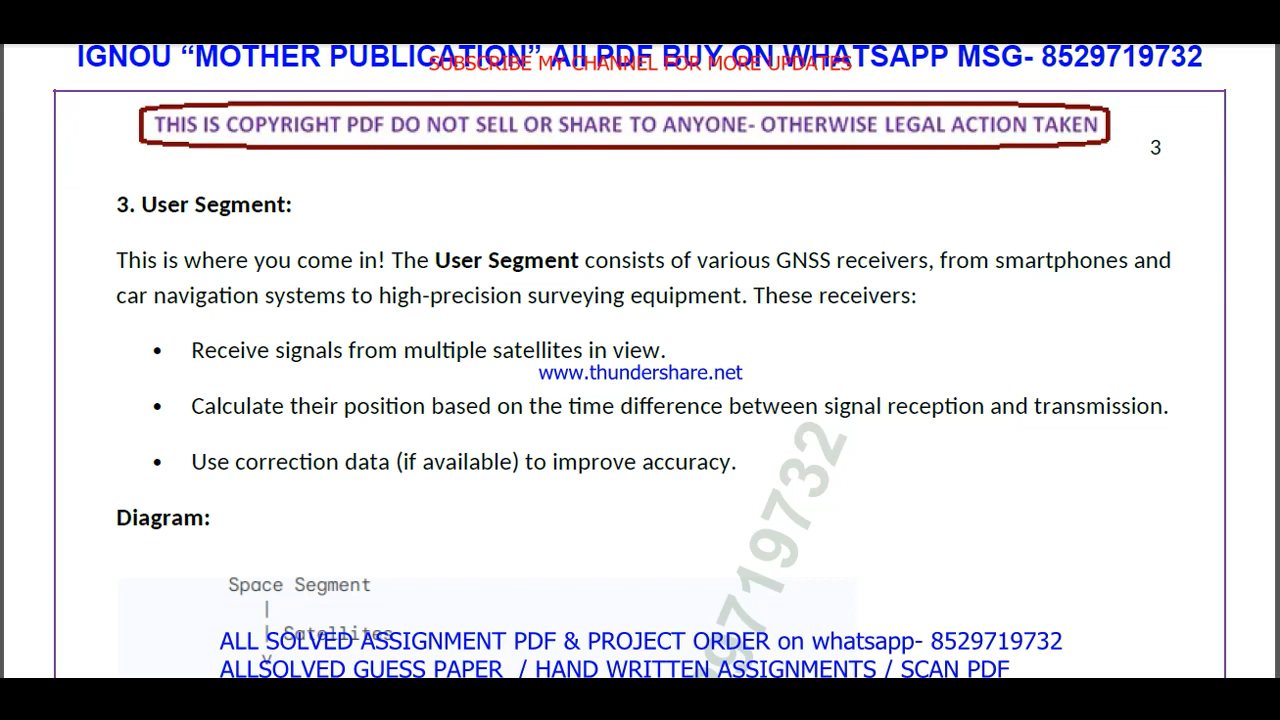 IGNOU “MOTHER PUBLICATION” AllPDF BUY ON WHATSAPP MSG- 8529719732
SUBSCRIBE MY CHANNEL FOR MORE UPDATES
THIS IS COPYRIGHT PDF DO NOT SELL OR SHARE TO ANYONE- OTHERWISE LEGAL ACTION TAKEN
3
3. User Segment:
This is where you come in! The User Segment consists of various GNSS receivers, from smartphones and
car navigation systems to high-precision surveying equipment. These receivers:
• Receive signals from multiple satellites in view.
www.thundershare.net
• Calculate their position based on the time difference between signal reception and transmission.
• Use correction data (if available) to improve accuracy.
9719732
Diagram:
Space Segment
|
| Satellites
v
ALL SOLVED ASSIGNMENT PDF & PROJECT ORDER on whatsapp- 8529719732
ALLSOLVED GUESS PAPER / HAND WRITTEN ASSIGNMENTS / SCAN PDF